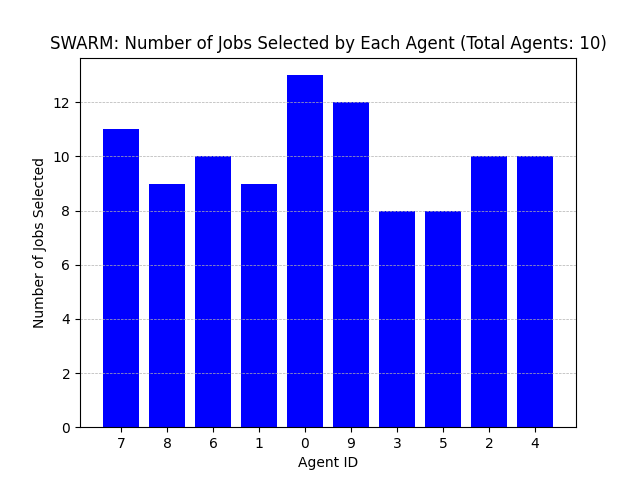 SWARM: Number of Jobs Selected by Each Agent (Total Agents: 10)
Number of Jobs Selected
12
10
8
6
4
2
0
7 8 6 1 0 9 3 5 2 4
Agent ID